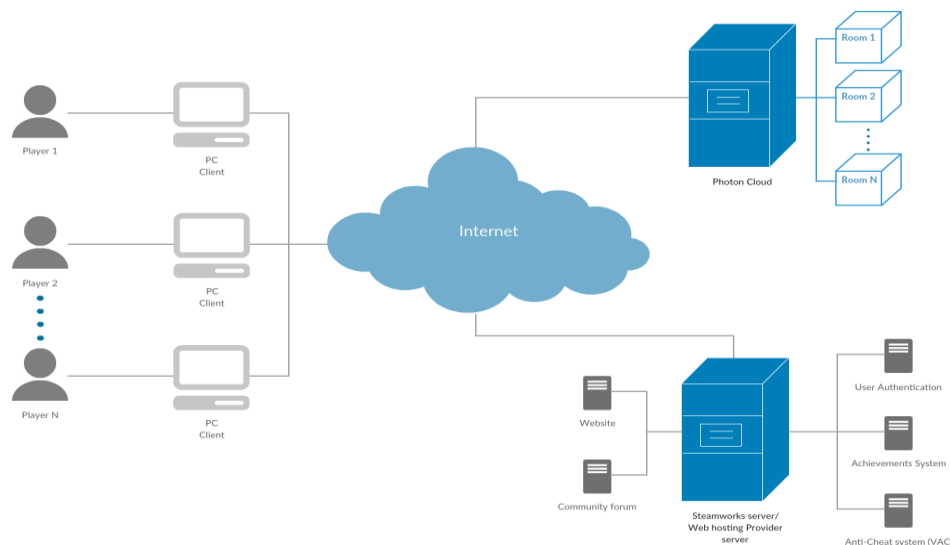 Player 1
PC
Client
Player 2
PC
Client
Player N
PC
Client
Internet
Photon Cloud
Room 1
Room 2
Room N
Website
Community forum
Steamworks server/
Web hosting Provider
server
User Authentication
Achievements System
Anti-Cheat system (VAC